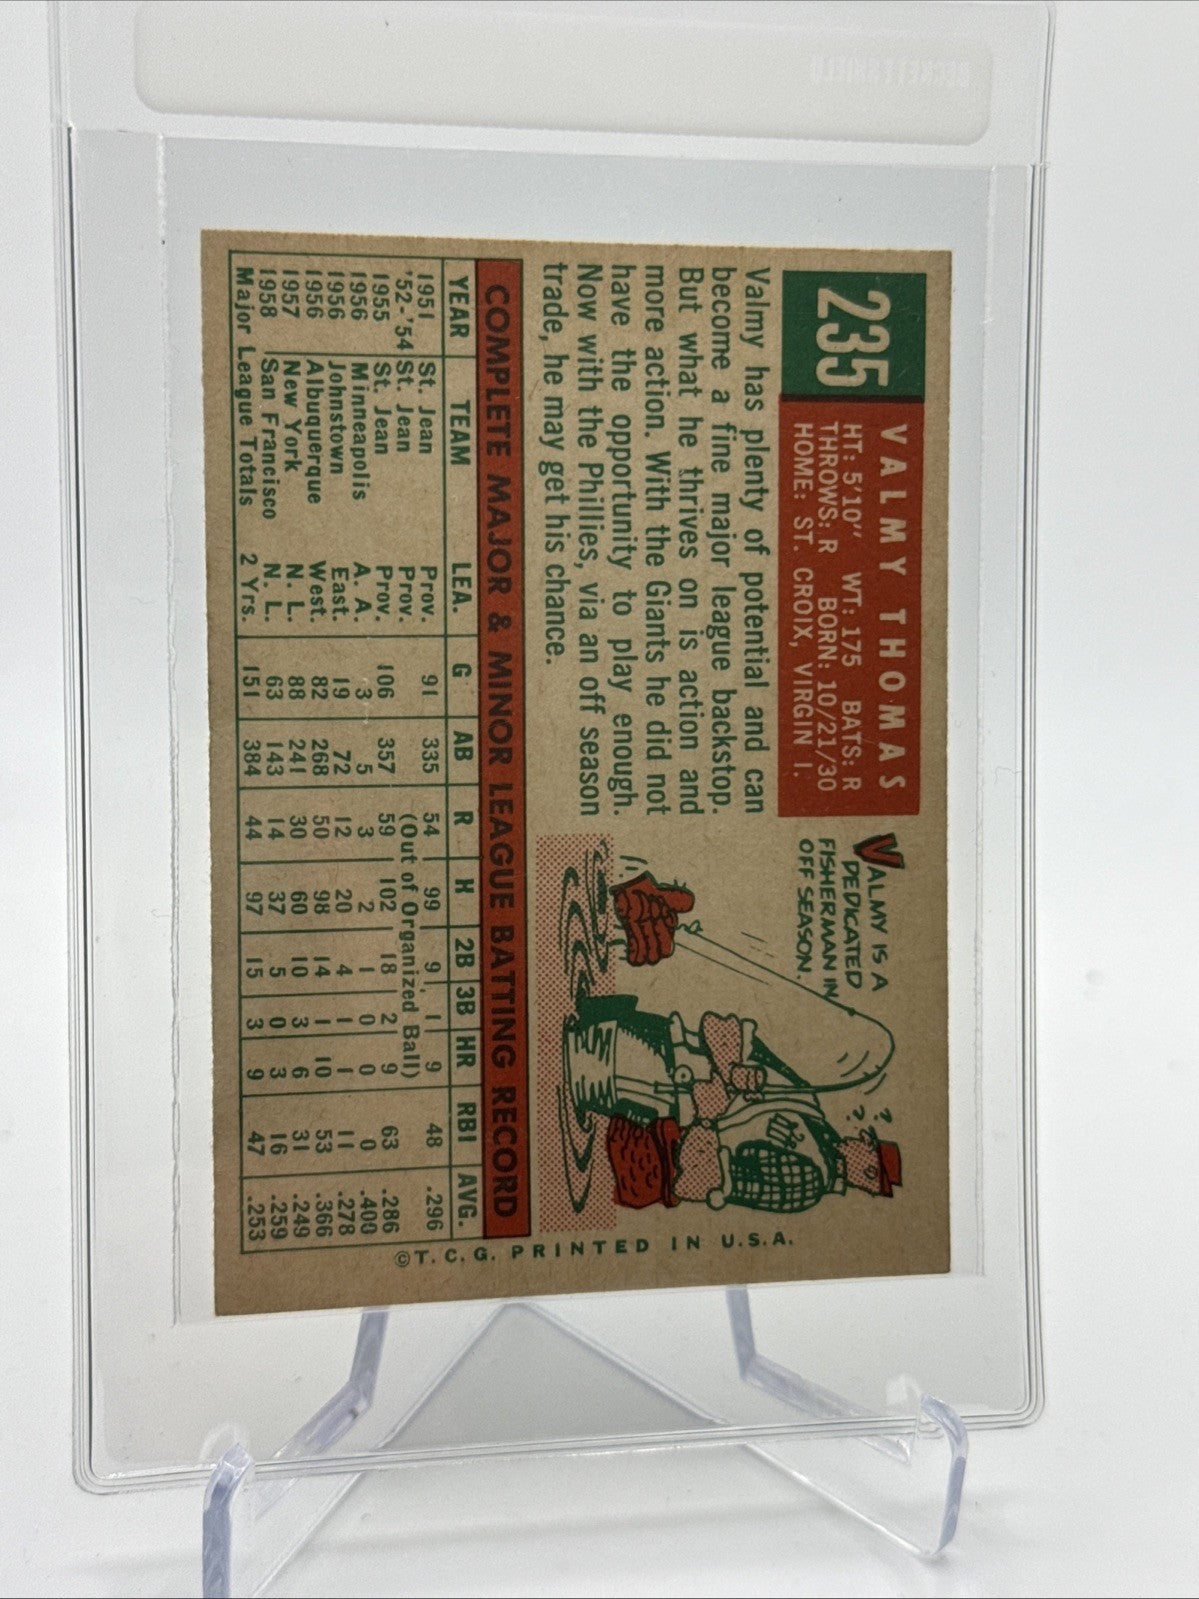 235
VALMY THOMAS
HT: 5'10" WT: 175 BATS: R
THROWS: R BORN: 10/21/30
HOME: ST. CROIX, VIRGIN I.
Valmy has plenty of potential and can
become a fine major league backstop.
But what he thrives on is action and
more action. With the Giants he did not
have the opportunity to play enough.
Now with the Phillies, via an off season
trade, he may get his chance.
VALMY IS A
DEDICATED
FISHERMAN IN
OFF SEASON.
? ?
COMPLETE MAJOR & MINOR LEAGUE BATTING RECORD
YEAR TEAM LEA. G AB R H 2B 3B HR RBI AVG.
1951 St. Jean Prov. 91 335 54 99 9 1 9 48 .296
'52-'54 St. Jean Prov. (Out of Organized Ball)
1955 St. Jean Prov. 106 357 59 102 18 2 9 63 .286
1956 Minneapolis A. A. 3 5 3 2 1 0 0 0 .400
1956 Johnstown East. 19 72 12 20 4 1 1 11 .278
1956 Albuquerque West. 82 268 50 98 14 1 10 53 .366
1957 New York N. L. 88 241 30 60 10 3 6 31 .249
1958 San Francisco N. L. 63 143 14 37 5 0 3 16 .259
Major League Totals 2 Yrs. 151 384 44 97 15 3 9 47 .253
©T. C. G. PRINTED IN U.S.A.